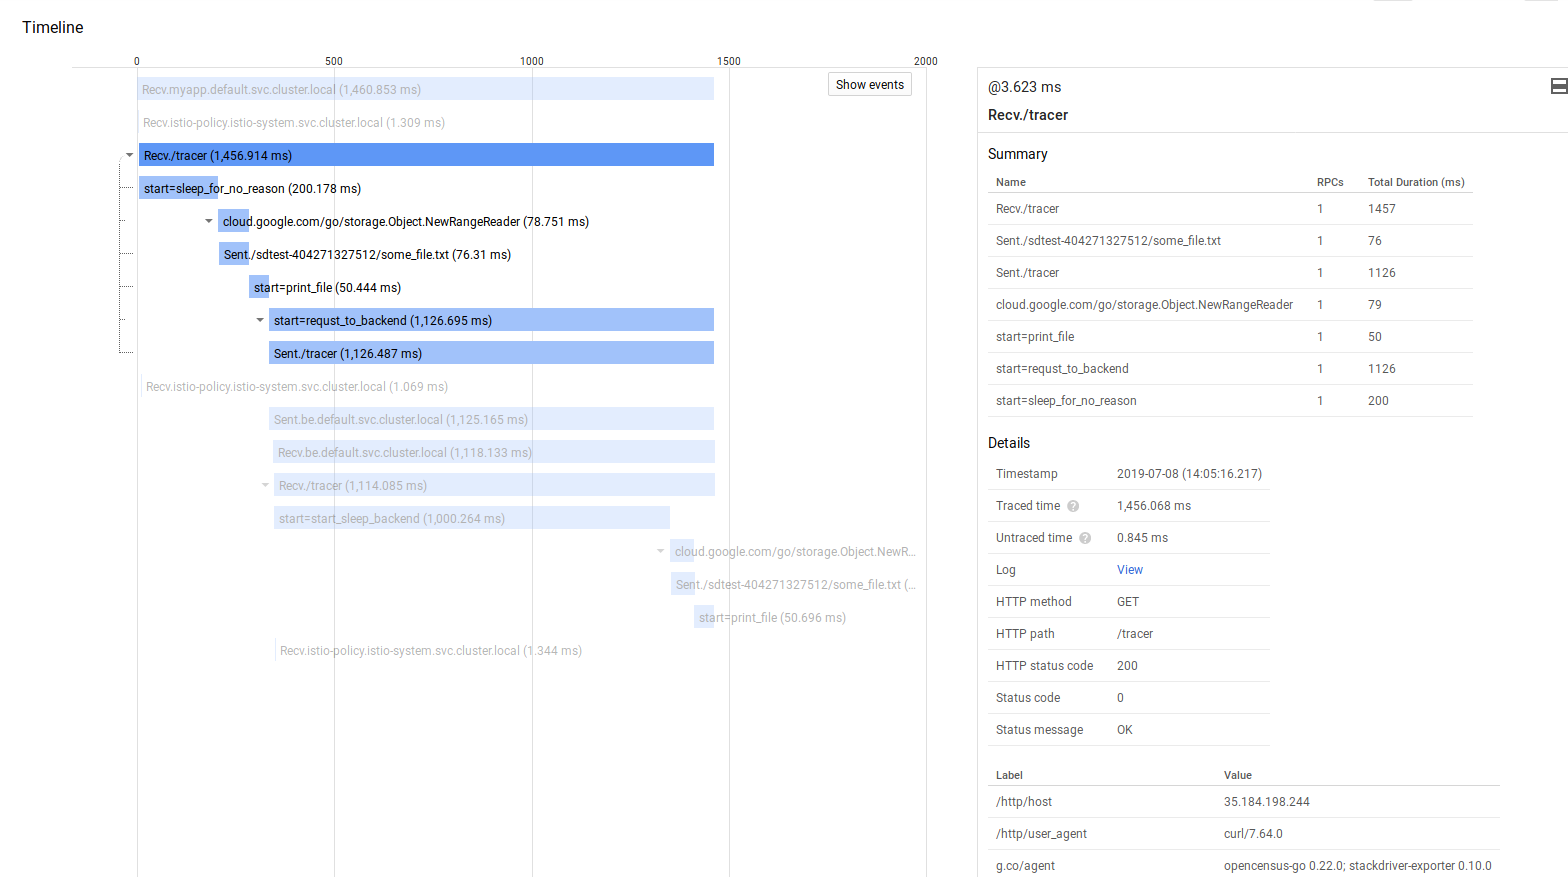 Timeline
0 500 1000 1500 2000
Show events
Recv.myapp.default.svc.cluster.local (1,460.853 ms)
Recv.istio-policy.istio-system.svc.cluster.local (1.309 ms)
Recv./tracer (1,456.914 ms)
start=sleep_for_no_reason (200.178 ms)
cloud.google.com/go/storage.Object.NewRangeReader (78.751 ms)
Sent./sdtest-404271327512/some_file.txt (76.31 ms)
start=print_file (50.444 ms)
start=requst_to_backend (1,126.695 ms)
Sent./tracer (1,126.487 ms)
Recv.istio-policy.istio-system.svc.cluster.local (1.069 ms)
Sent.be.default.svc.cluster.local (1,125.165 ms)
Recv.be.default.svc.cluster.local (1,118.133 ms)
Recv./tracer (1,114.085 ms)
start=start_sleep_backend (1,000.264 ms)
cloud.google.com/go/storage.Object.NewR...
Sent./sdtest-404271327512/some_file.txt (...
start=print_file (50.696 ms)
Recv.istio-policy.istio-system.svc.cluster.local (1.344 ms)
@3.623 ms
Recv./tracer
Summary
Name RPCs Total Duration (ms)
Recv./tracer 1 1457
Sent./sdtest-404271327512/some_file.txt 1 76
Sent./tracer 1 1126
cloud.google.com/go/storage.Object.NewRangeReader 1 79
start=print_file 1 50
start=requst_to_backend 1 1126
start=sleep_for_no_reason 1 200
Details
Timestamp 2019-07-08 (14:05:16.217)
Traced time ? 1,456.068 ms
Untraced time ? 0.845 ms
Log View
HTTP method GET
HTTP path /tracer
HTTP status code 200
Status code 0
Status message OK
Label Value
/http/host 35.184.198.244
/http/user_agent curl/7.64.0
g.co/agent opencensus-go 0.22.0; stackdriver-exporter 0.10.0